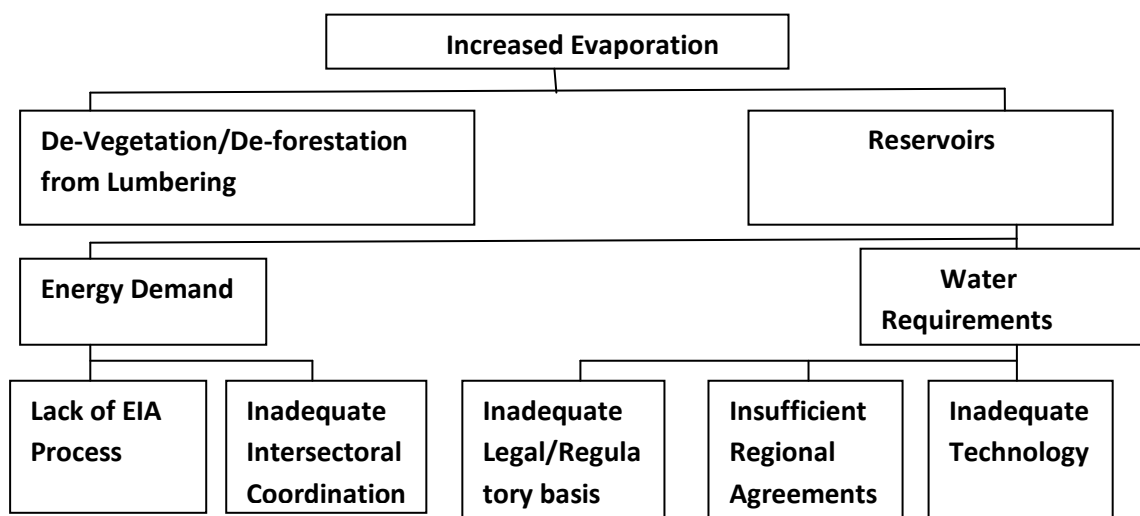 Increased Evaporation
De-Vegetation/De-forestation
from Lumbering
Reservoirs
Energy Demand
Water
Requirements
Lack of EIA
Process
Inadequate
Intersectoral
Coordination
Inadequate
Legal/Regula
tory basis
Insufficient
Regional
Agreements
Inadequate
Technology